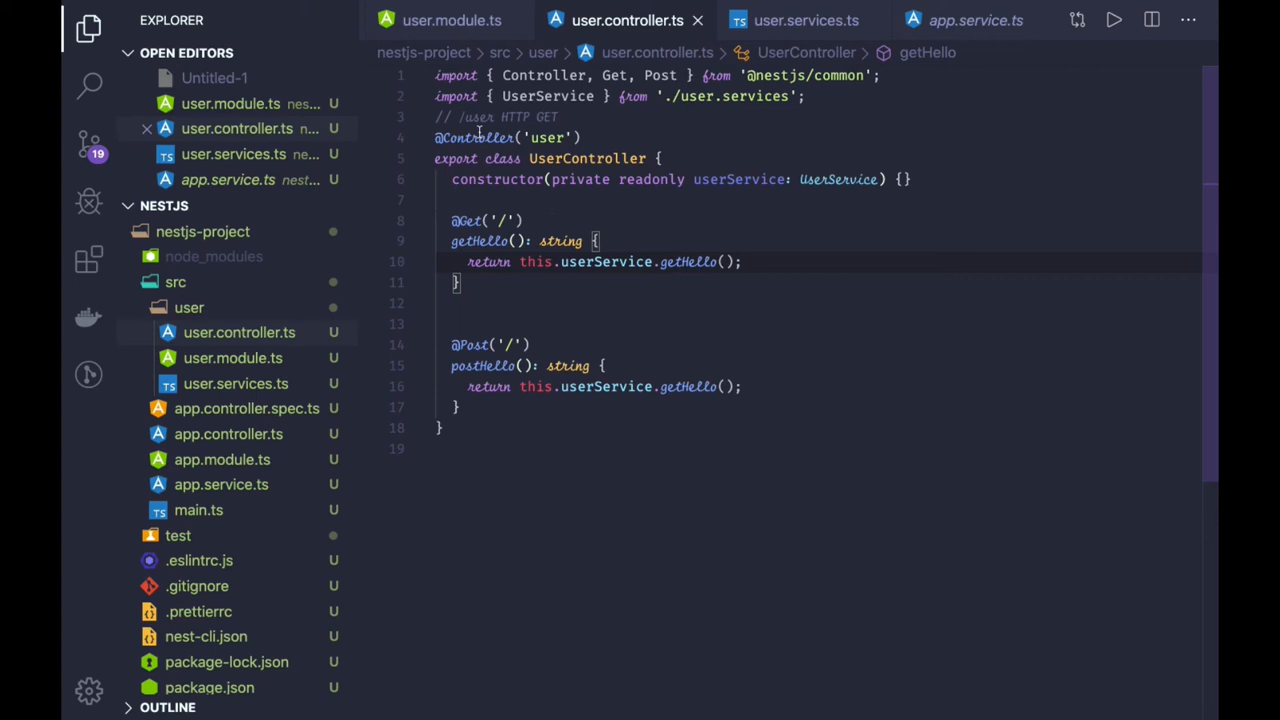 EXPLORER
OPEN EDITORS
Untitled-1
user.module.ts nes... U
user.controller.ts n... U
user.services.ts ne... U
app.service.ts nest... U
19
NESTJS
nestjs-project
node_modules
src
user
user.controller.ts U
user.module.ts U
TS user.services.ts U
app.controller.spec.ts U
app.controller.ts U
app.module.ts U
app.service.ts U
TS main.ts U
test
.eslintrc.js U
.gitignore U
.prettierrc U
nest-cli.json U
package-lock.json U
package.json U
OUTLINE
user.module.ts user.controller.ts TS user.services.ts app.service.ts
nestjs-project > src > user > user.controller.ts > UserController > getHello
1 import { Controller, Get, Post } from '@nestjs/common';
2 import { UserService } from './user.services';
3 // /user HTTP GET
4 @Controller('user')
5 export class UserController {
6 constructor(private readonly userService: UserService) {}
7
8 @Get('/')
9 getHello(): string {
10 return this.userService.getHello();
11 }
12
13
14 @Post('/')
15 postHello(): string {
16 return this.userService.getHello();
17 }
18 }
19